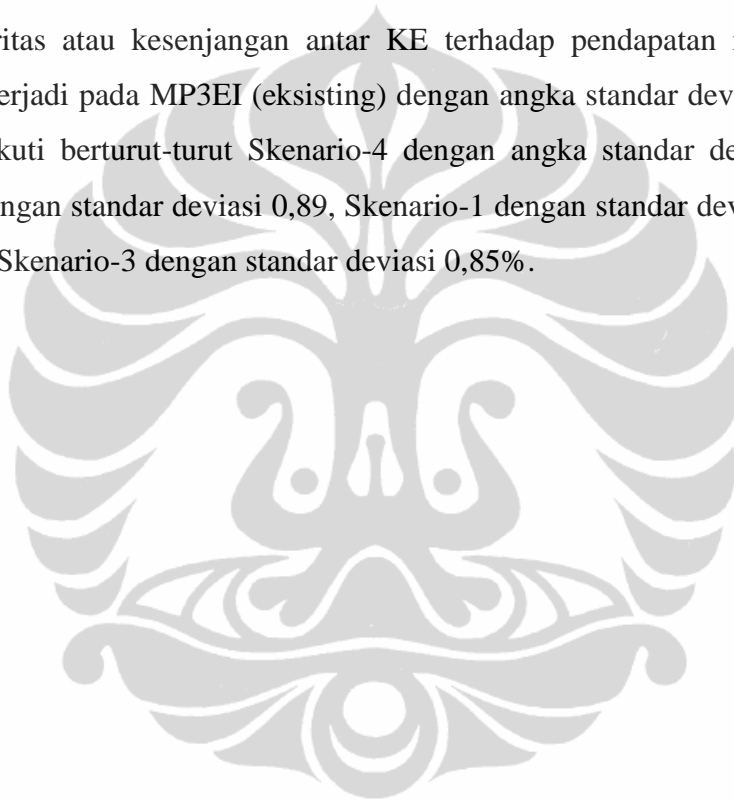 ritas atau kesenjangan antar KE terhadap pendapatan
erjadi pada MP3EI (eksisting) dengan angka standar dev
kuti berturut-turut Skenario-4 dengan angka standar de
ngan standar deviasi 0,89, Skenario-1 dengan standar dev
Skenario-3 dengan standar deviasi 0,85%.